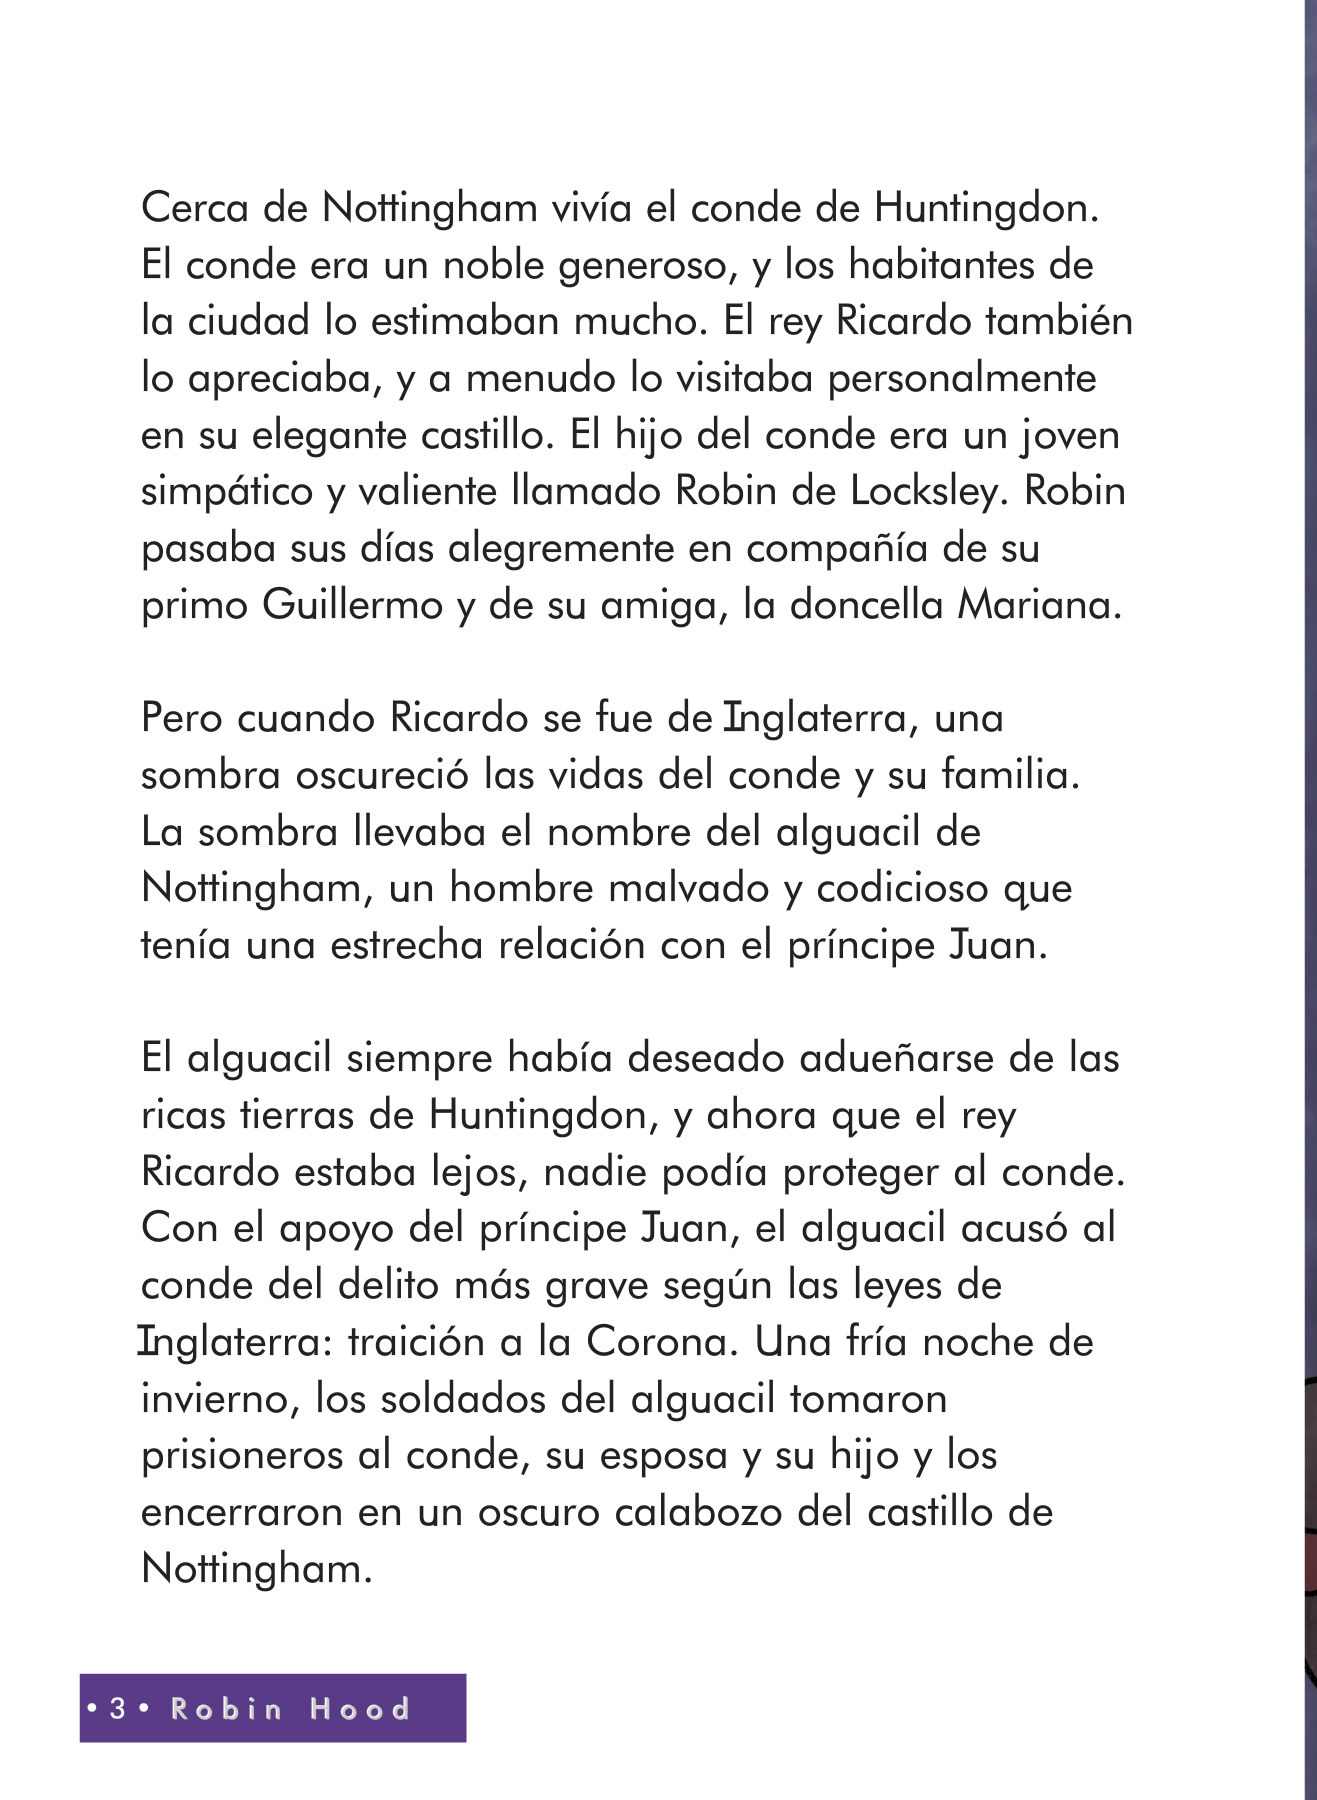 Cerca de Nottingham vivía el conde de Huntingdon.
El conde era un noble generoso, y los habitantes de
la ciudad lo estimaban mucho. El rey Ricardo también
lo apreciaba, y a menudo lo visitaba personalmente
en su elegante castillo. El hijo del conde era un joven
simpático y valiente llamado Robin de Locksley. Robin
pasaba sus días alegremente en compañía de su
primo Guillermo y de su amiga, la doncella Mariana.

Pero cuando Ricardo se fue de Inglaterra, una
sombra oscureció las vidas del conde y su familia.
La sombra llevaba el nombre del alguacil de
Nottingham, un hombre malvado y codicioso que
tenía una estrecha relación con el príncipe Juan.

El alguacil siempre había deseado adueñarse de las
ricas tierras de Huntingdon, y ahora que el rey
Ricardo estaba lejos, nadie podía proteger al conde.
Con el apoyo del príncipe Juan, el alguacil acusó al
conde del delito más grave según las leyes de
Inglaterra: traición a la Corona. Una fría noche de
invierno, los soldados del alguacil tomaron
prisioneros al conde, su esposa y su hijo y los
encerraron en un oscuro calabozo del castillo de
Nottingham.

• 3 • Robin Hood